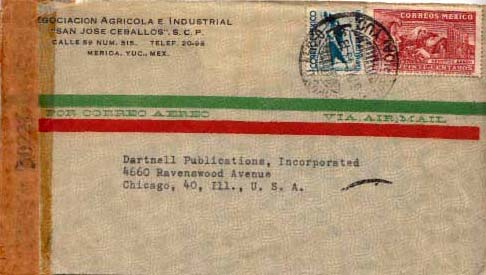 EGOCIACION AGRICOLA E INDUSTRIAL
"SAN JOSE CEBALLOS", S. C. P.
CALLE 59 NUM. 515. TELEF. 20-98
MERIDA, YUC., MEX.
CORREOS MEXICO
POR CORREO AEREO VIA AIR MAIL
Dartnell Publications, Incorporated
4660 Ravenswood Avenue
Chicago, 40, Ill., U. S. A.